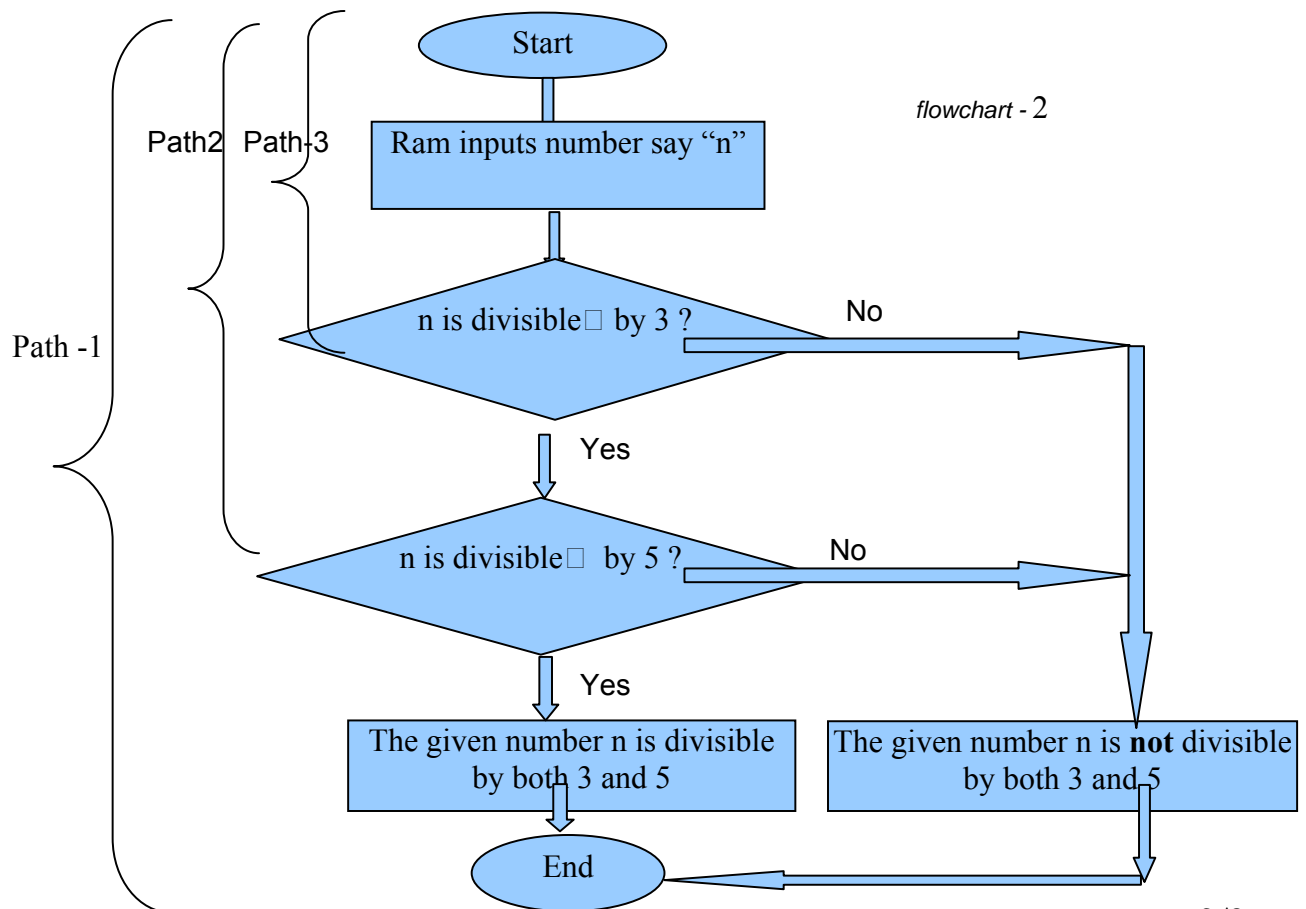 Start
flowchart - 2
Path2 Path-3
Ram inputs number say “n”
n is divisible□ by 3 ?
No
Path -1
Yes
n is divisible□ by 5 ?
No
Yes
The given number n is divisible
by both 3 and 5
The given number n is not divisible
by both 3 and 5
End